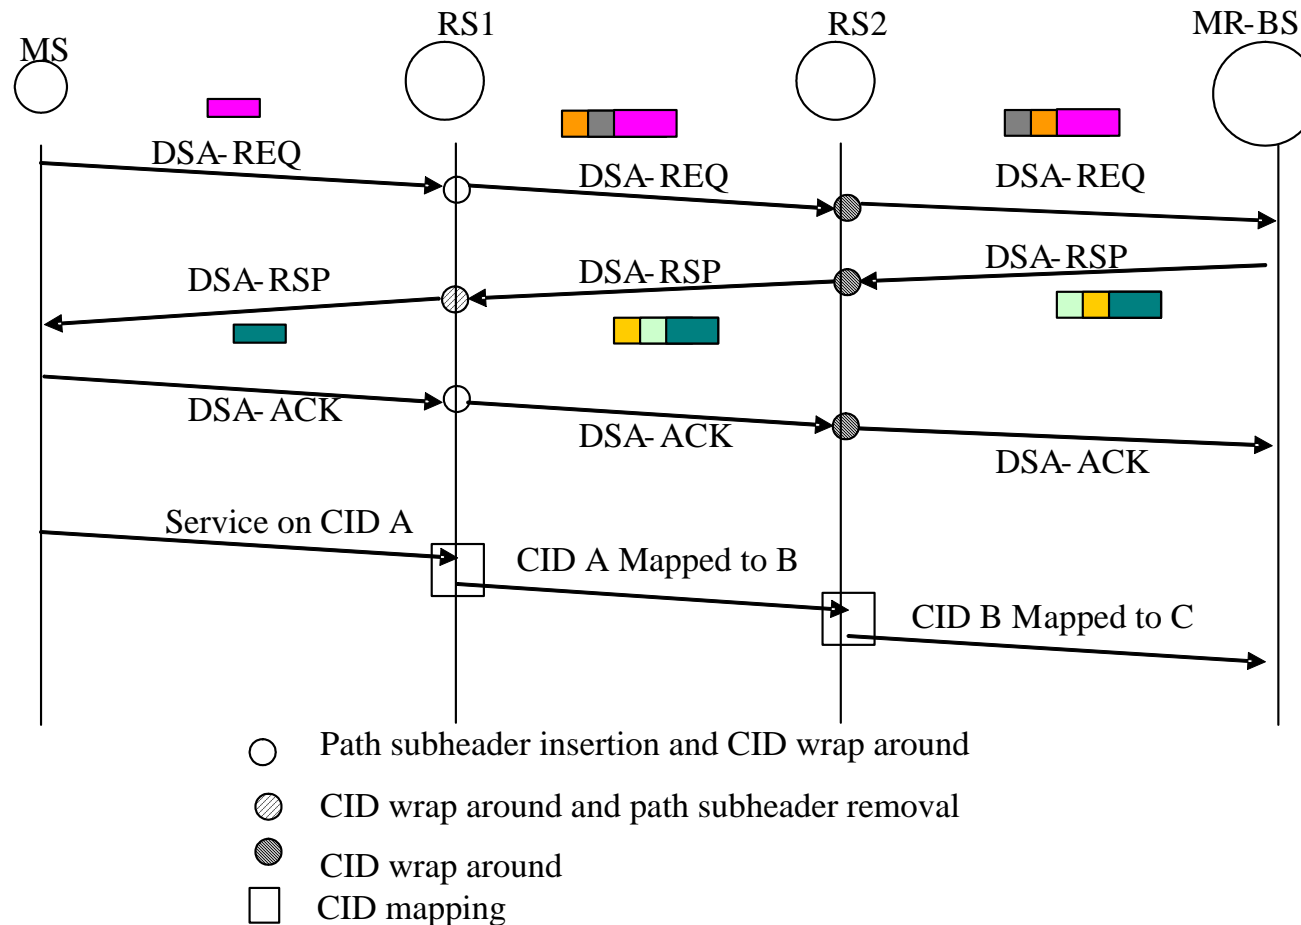 MS
RS1
RS2
MR-BS
DSA-REQ
DSA-REQ
DSA-REQ
DSA-RSP
DSA-RSP
DSA-RSP
DSA-ACK
DSA-ACK
DSA-ACK
Service on CID A
CID A Mapped to B
CID B Mapped to C
Path subheader insertion and CID wrap around
CID wrap around and path subheader removal
CID wrap around
CID mapping